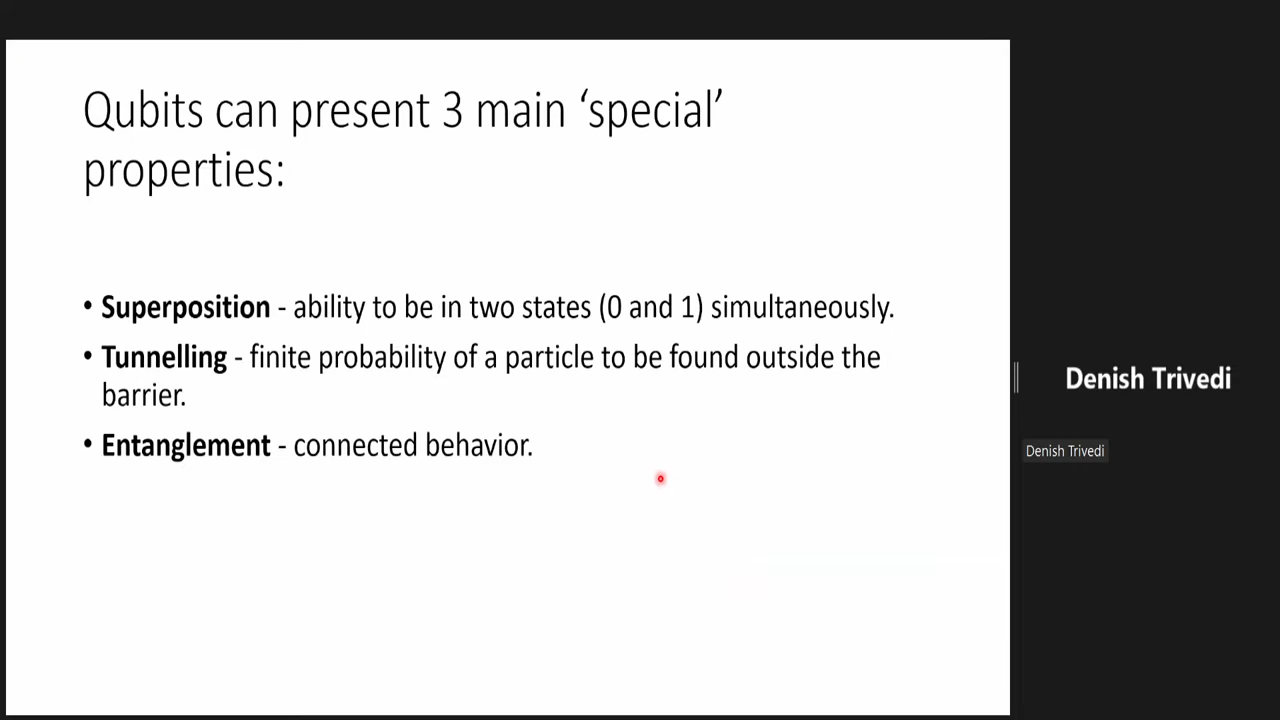 Qubits can present 3 main ‘special’
properties:
• Superposition - ability to be in two states (0 and 1) simultaneously.
• Tunnelling - finite probability of a particle to be found outside the
barrier.
• Entanglement - connected behavior.
Denish Trivedi
Denish Trivedi